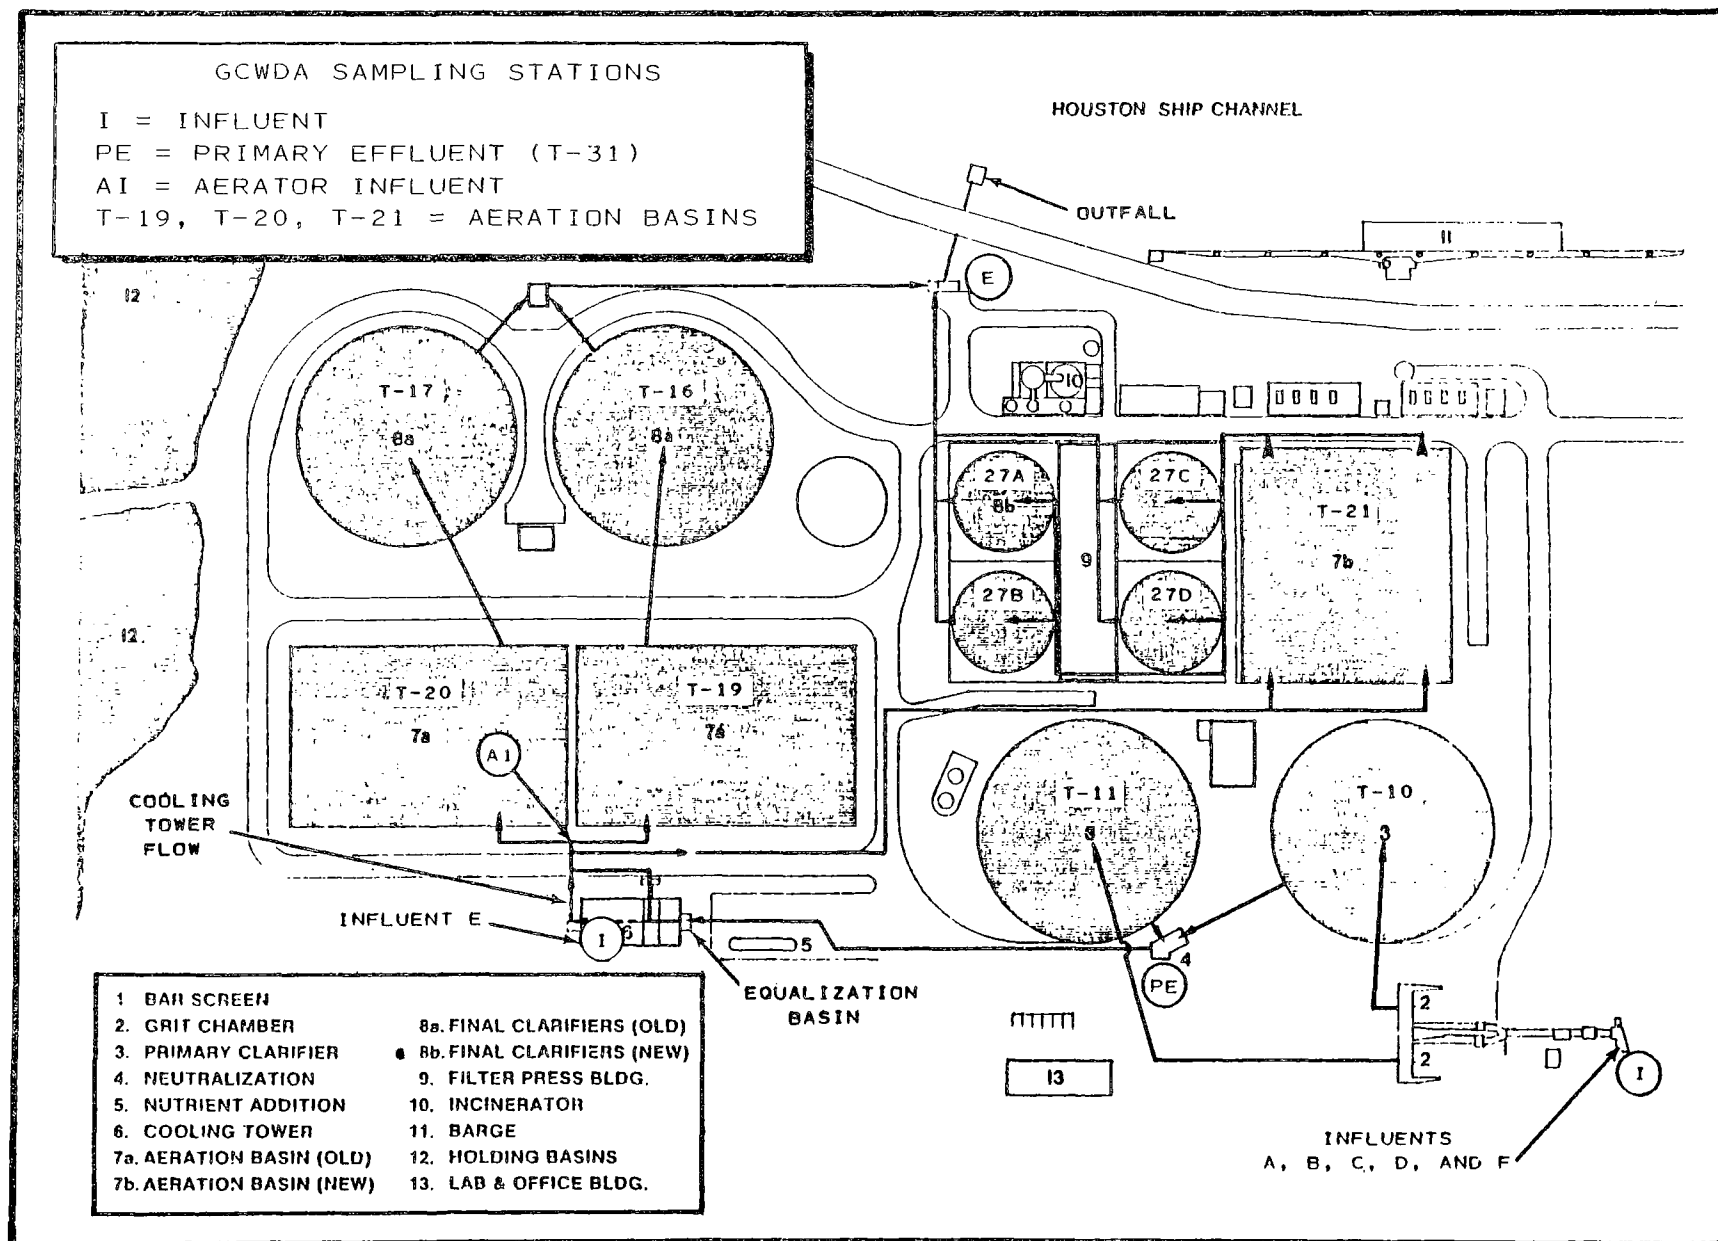 GCWDA SAMPLING STATIONS
I = INFLUENT
PE = PRIMARY EFFLUENT (T-31)
AI = AERATOR INFLUENT
T-19, T-20, T-21 = AERATION BASINS
HOUSTON SHIP CHANNEL
OUTFALL
11
6
E
12
T-17
8a
T-16
8a
10
27A
8b
27C
T-21
7b
9
27B
27D
12.
T-20
7a
T-19
7a
AI
COOLING
TOWER
FLOW
T-11
3
T-10
3
INFLUENT E
I
6
5
4
PE
EQUALIZATION
BASIN
2
2
I
13
INFLUENTS
A, B, C, D, AND F
1 BAR SCREEN
2. GRIT CHAMBER
3. PRIMARY CLARIFIER
4. NEUTRALIZATION
5. NUTRIENT ADDITION
6. COOLING TOWER
7a. AERATION BASIN (OLD)
7b. AERATION BASIN (NEW)
8a. FINAL CLARIFIERS (OLD)
8b. FINAL CLARIFIERS (NEW)
9. FILTER PRESS BLDG.
10. INCINERATOR
11. BARGE
12. HOLDING BASINS
13. LAB & OFFICE BLDG.